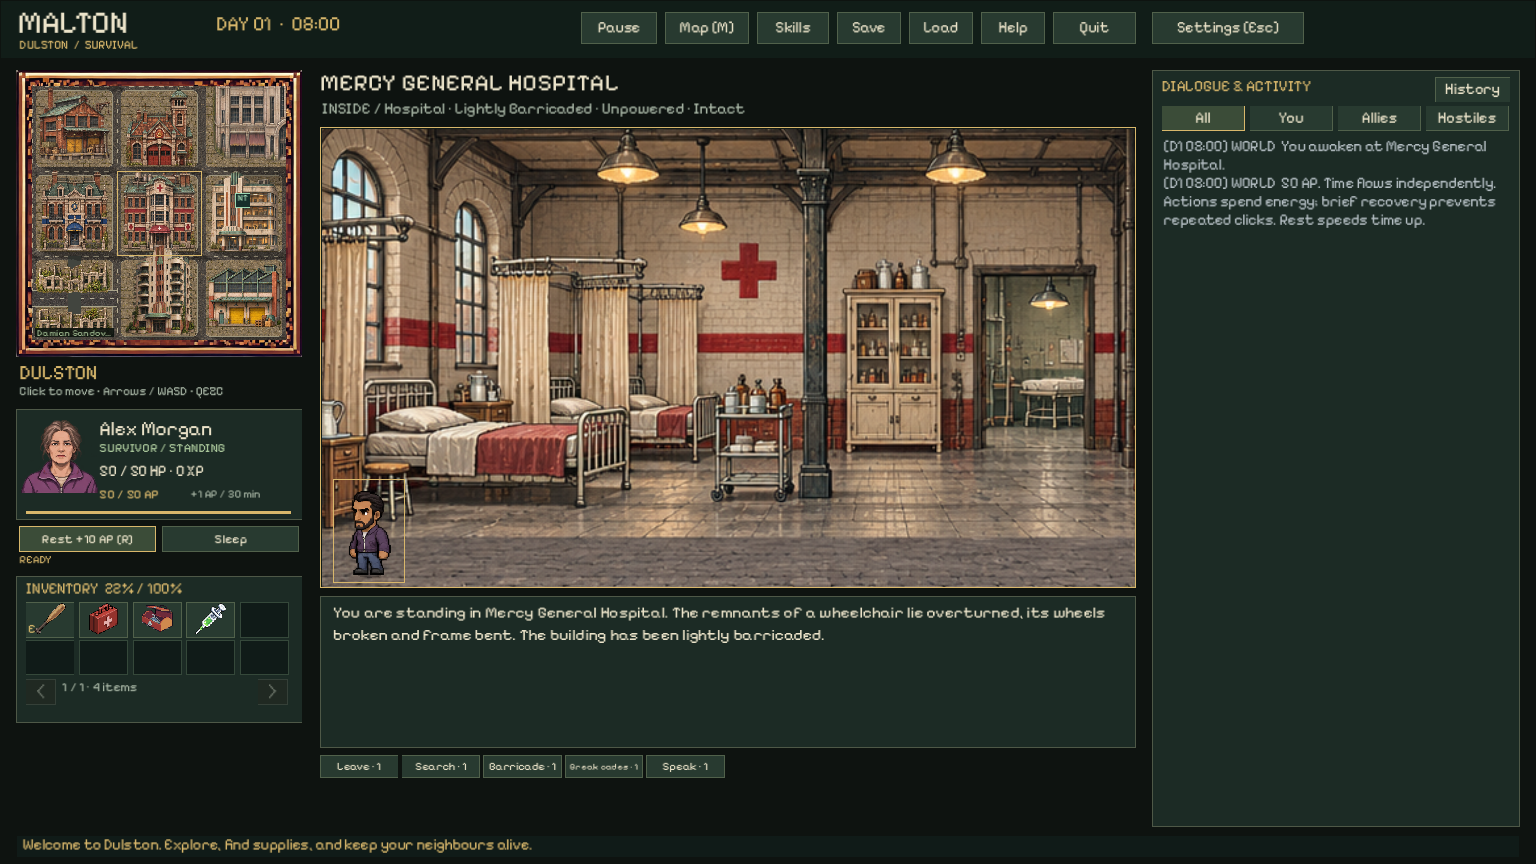 MALTON
DULSTON / SURVIVAL
DAY 01 · 08:00
Pause
Map (M)
Skills
Save
Load
Help
Quit
Settings (Esc)
NT
Damian Sandov...
DULSTON
Click to move · Arrows / WASD · QEZC
Alex Morgan
SURVIVOR / STANDING
50 / 50 HP · 0 XP
50 / 50 AP
+1 AP / 30 min
Rest +10 AP (R)
Sleep
READY
INVENTORY 22% / 100%
E
1 / 1 · 4 items
MERCY GENERAL HOSPITAL
INSIDE / Hospital · Lightly Barricaded · Unpowered · Intact
You are standing in Mercy General Hospital. The remnants of a wheelchair lie overturned, its wheels
broken and frame bent. The building has been lightly barricaded.
Leave · 1
Search · 1
Barricade · 1
Break cades · 1
Speak · 1
DIALOGUE & ACTIVITY
History
All
You
Allies
Hostiles
[D1 08:00] WORLD You awaken at Mercy General
Hospital.
[D1 08:00] WORLD 50 AP. Time flows independently.
Actions spend energy; brief recovery prevents
repeated clicks. Rest speeds time up.
Welcome to Dulston. Explore, find supplies, and keep your neighbours alive.